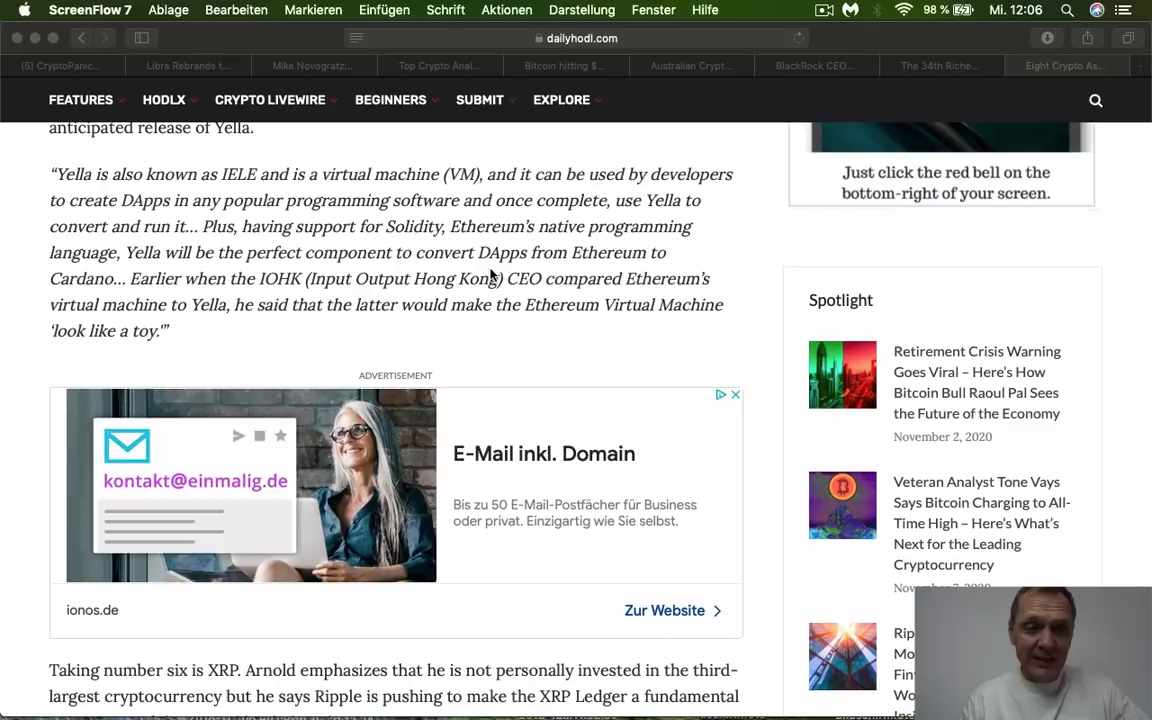 ScreenFlow 7 Ablage Bearbeiten Markieren Einfügen Schrift Aktionen Darstellung Fenster Hilfe 98 % Mi. 12:06
dailyhodl.com
(5) CryptoPanic... Libra Rebrands t... Mike Novogratz:... Top Crypto Anal... Bitcoin hitting $... Australian Crypt... BlackRock CEO... The 34th Riche... Eight Crypto As...
FEATURES HODLX CRYPTO LIVEWIRE BEGINNERS SUBMIT EXPLORE
anticipated release of Yella.
“Yella is also known as IELE and is a virtual machine (VM), and it can be used by developers
to create DApps in any popular programming software and once complete, use Yella to
convert and run it… Plus, having support for Solidity, Ethereum’s native programming
language, Yella will be the perfect component to convert DApps from Ethereum to
Cardano… Earlier when the IOHK (Input Output Hong Kong) CEO compared Ethereum’s
virtual machine to Yella, he said that the latter would make the Ethereum Virtual Machine
‘look like a toy.’”
ADVERTISEMENT
kontakt@einmalig.de
E-Mail inkl. Domain
Bis zu 50 E-Mail-Postfächer für Business
oder privat. Einzigartig wie Sie selbst.
ionos.de
Zur Website
Taking number six is XRP. Arnold emphasizes that he is not personally invested in the third-
largest cryptocurrency but he says Ripple is pushing to make the XRP Ledger a fundamental
Just click the red bell on the
bottom-right of your screen.
Spotlight
Retirement Crisis Warning
Goes Viral – Here’s How
Bitcoin Bull Raoul Pal Sees
the Future of the Economy
November 2, 2020
Veteran Analyst Tone Vays
Says Bitcoin Charging to All-
Time High – Here’s What’s
Next for the Leading
Cryptocurrency